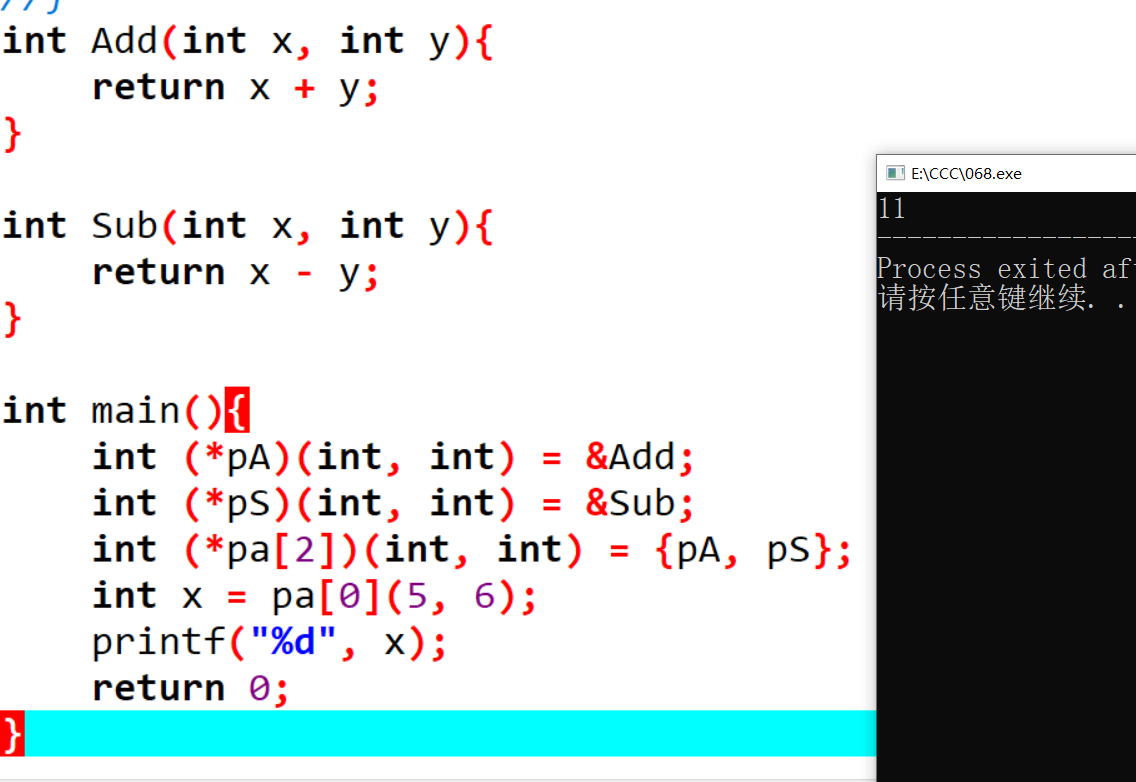 //}
int Add(int x, int y){
    return x + y;
}
int Sub(int x, int y){
    return x - y;
}
int main(){
    int (*pA)(int, int) = &Add;
    int (*pS)(int, int) = &Sub;
    int (*pa[2])(int, int) = {pA, pS};
    int x = pa[0](5, 6);
    printf("%d", x);
    return 0;
}
E:\CCC\068.exe
11
--------------------------------
Process exited af
请按任意键继续. .